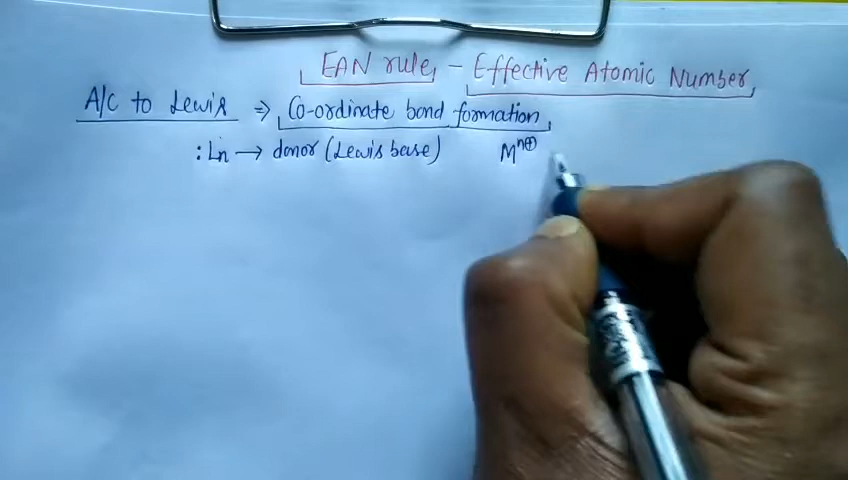 EAN rule, - Effective Atomic Number,
A/c to Lewis ⇒ Co-ordinate bond formation,
:Ln → donor (Lewis base) Mⁿ⊕